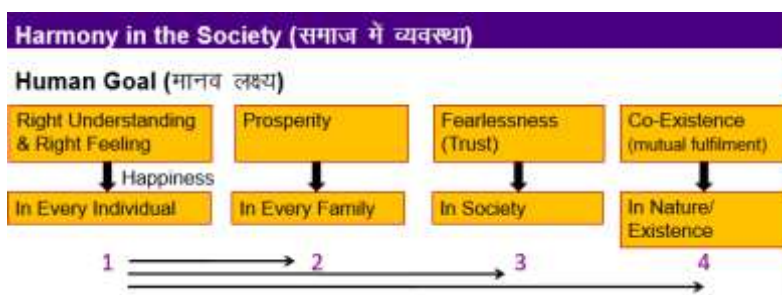 Harmony in the Society (समाज में व्यवस्था)
Human Goal (मानव लक्ष्य)
Right Understanding
& Right Feeling
Prosperity
Fearlessness
(Trust)
Co-Existence
(mutual fulfilment)
Happiness
In Every Individual
In Every Family
In Society
In Nature/
Existence
1
2
3
4